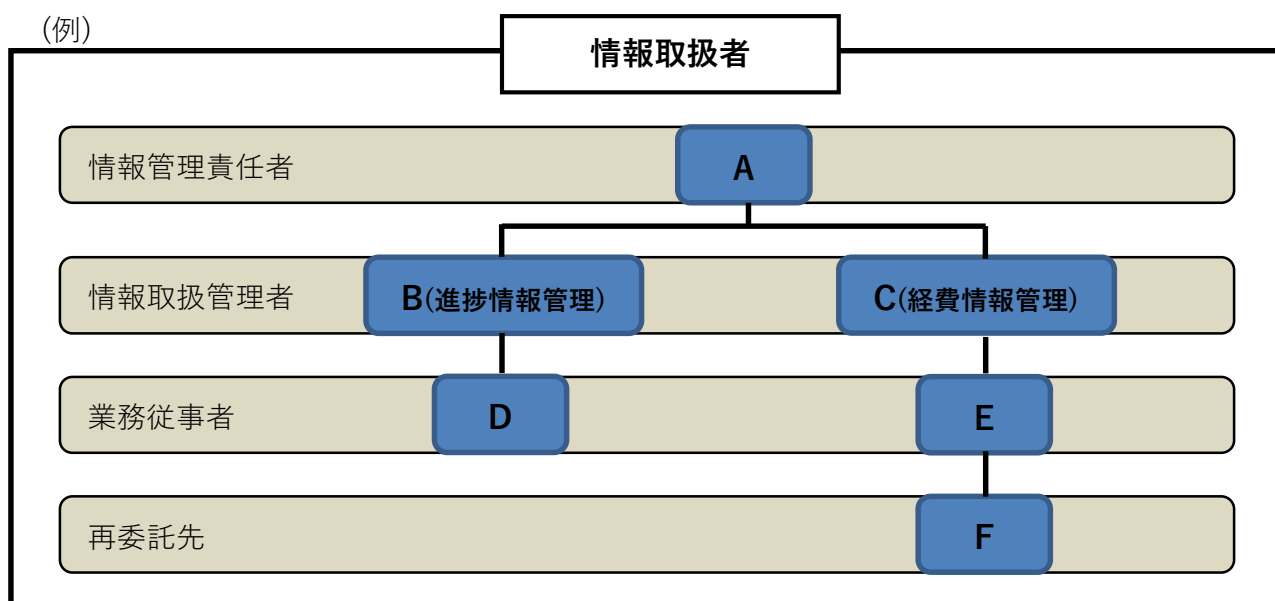 (例)
情報取扱者
情報管理責任者
A
情報取扱管理者
B(進捗情報管理)
C(経費情報管理)
業務従事者
D
E
再委託先
F